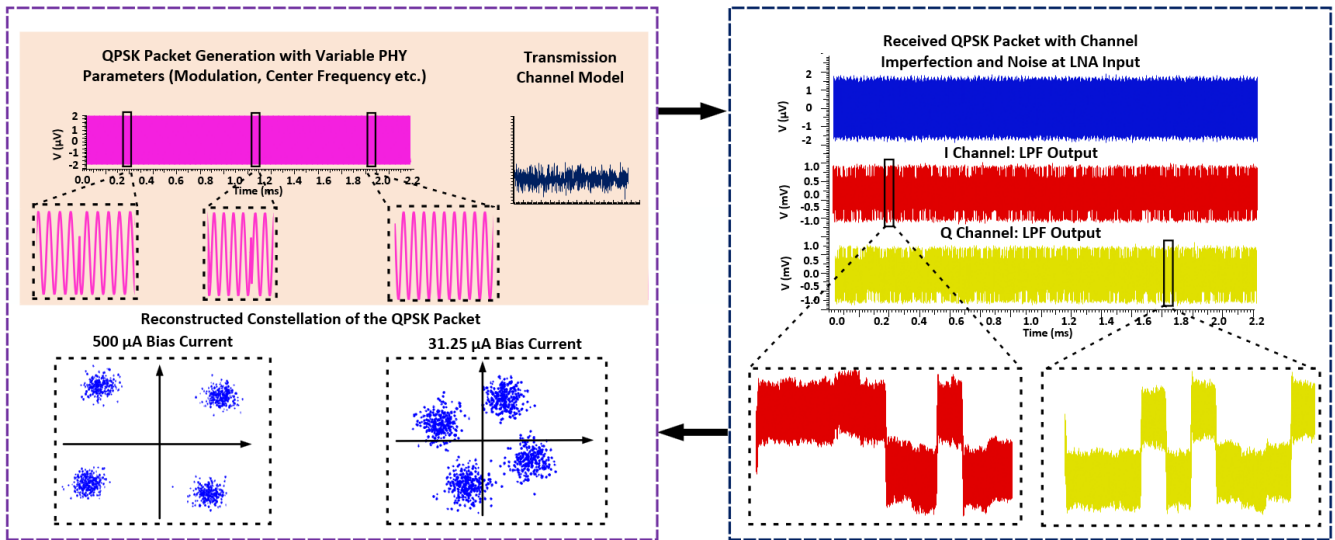 QPSK Packet Generation with Variable PHY
Parameters (Modulation, Center Frequency etc.)
Transmission
Channel Model
2
1
0
-1
-2
V (µV)
0.0 0.2 0.4 0.6 0.8 1.0 1.2 1.4 1.6 1.8 2.0 2.2
Time (ms)
Reconstructed Constellation of the QPSK Packet
500 µA Bias Current
31.25 µA Bias Current
Received QPSK Packet with Channel
Imperfection and Noise at LNA Input
2
1
0
-1
-2
V (µV)
I Channel: LPF Output
1.0
0.5
0.0
-0.5
-1.0
V (mV)
Q Channel: LPF Output
1.0
0.5
0.0
-0.5
-1.0
V (mV)
0.0 0.2 0.4 0.6 0.8 1.0 1.2 1.4 1.6 1.8 2.0 2.2
Time (ms)